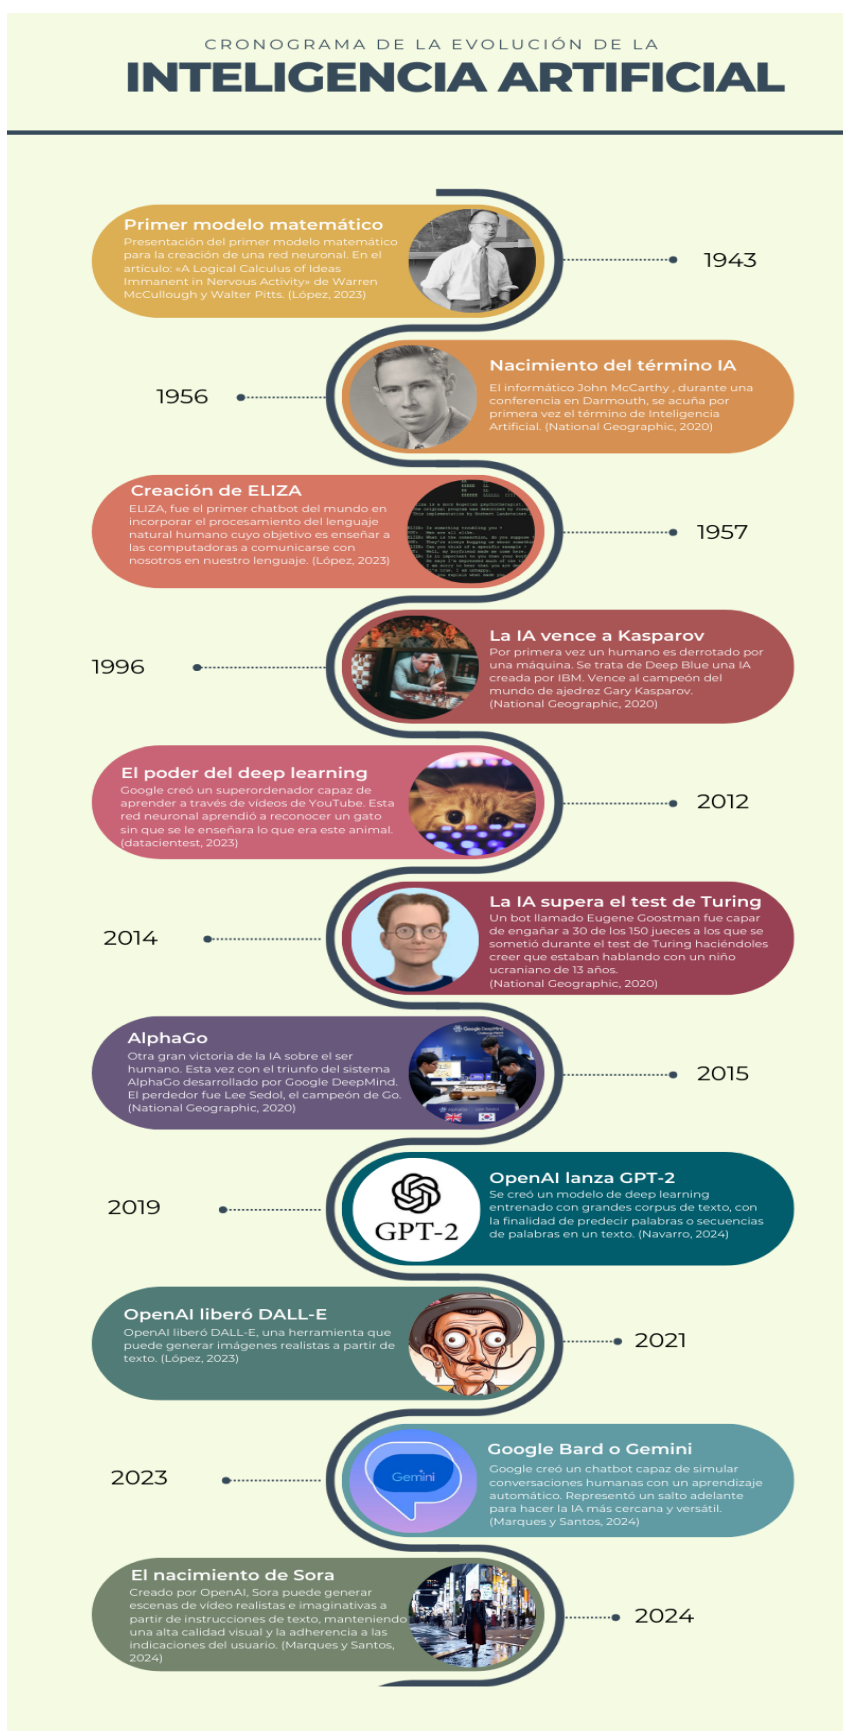 CRONOGRAMA DE LA EVOLUCIÓN DE LA
INTELIGENCIA ARTIFICIAL
Primer modelo matemático
Presentación del primer modelo matemático
para la creación de una red neuronal. En el
artículo: «A Logical Calculus of Ideas
Immanent in Nervous Activity» de Warren
McCullough y Walter Pitts. (López, 2023)
1943
Nacimiento del término IA
El informático John McCarthy , durante una
conferencia en Darmouth, se acuña por
primera vez el término de Inteligencia
Artificial. (National Geographic, 2020)
1956
Creación de ELIZA
ELIZA, fue el primer chatbot del mundo en
incorporar el procesamiento del lenguaje
natural humano cuyo objetivo es enseñar a
las computadoras a comunicarse con
nosotros en nuestro lenguaje. (López, 2023)
1957
La IA vence a Kasparov
Por primera vez un humano es derrotado por
una máquina. Se trata de Deep Blue una IA
creada por IBM. Vence al campeón del
mundo de ajedrez Gary Kasparov.
(National Geographic, 2020)
1996
El poder del deep learning
Google creó un superordenador capaz de
aprender a través de vídeos de YouTube. Esta
red neuronal aprendió a reconocer un gato
sin que se le enseñara lo que era este animal.
(datacientest, 2023)
2012
La IA supera el test de Turing
Un bot llamado Eugene Goostman fue capar
de engañar a 30 de los 150 jueces a los que se
sometió durante el test de Turing haciéndoles
creer que estaban hablando con un niño
ucraniano de 13 años.
(National Geographic, 2020)
2014
AlphaGo
Otra gran victoria de la IA sobre el ser
humano. Esta vez con el triunfo del sistema
AlphaGo desarrollado por Google DeepMind.
El perdedor fue Lee Sedol, el campeón de Go.
(National Geographic, 2020)
Google DeepMind
2015
GPT-2
OpenAI lanza GPT-2
Se creó un modelo de deep learning
entrenado con grandes corpus de texto, con
la finalidad de predecir palabras o secuencias
de palabras en un texto. (Navarro, 2024)
2019
OpenAI liberó DALL-E
OpenAI liberó DALL-E, una herramienta que
puede generar imágenes realistas a partir de
texto. (López, 2023)
2021
Gemini
Google Bard o Gemini
Google creó un chatbot capaz de simular
conversaciones humanas con un aprendizaje
automático. Representó un salto adelante
para hacer la IA más cercana y versátil.
(Marques y Santos, 2024)
2023
El nacimiento de Sora
Creado por OpenAI, Sora puede generar
escenas de vídeo realistas e imaginativas a
partir de instrucciones de texto, manteniendo
una alta calidad visual y la adherencia a las
indicaciones del usuario. (Marques y Santos,
2024)
2024